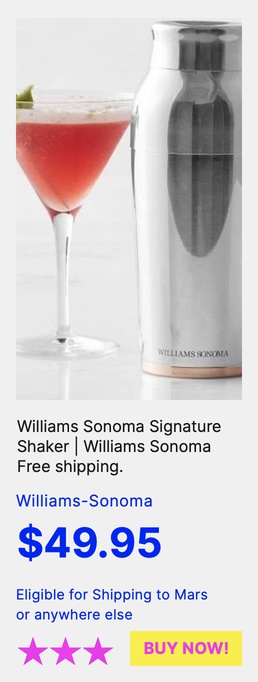 WILLIAMS SONOMA
Williams Sonoma Signature
Shaker | Williams Sonoma
Free shipping.
Williams-Sonoma
$49.95
Eligible for Shipping to Mars
or anywhere else
BUY NOW!